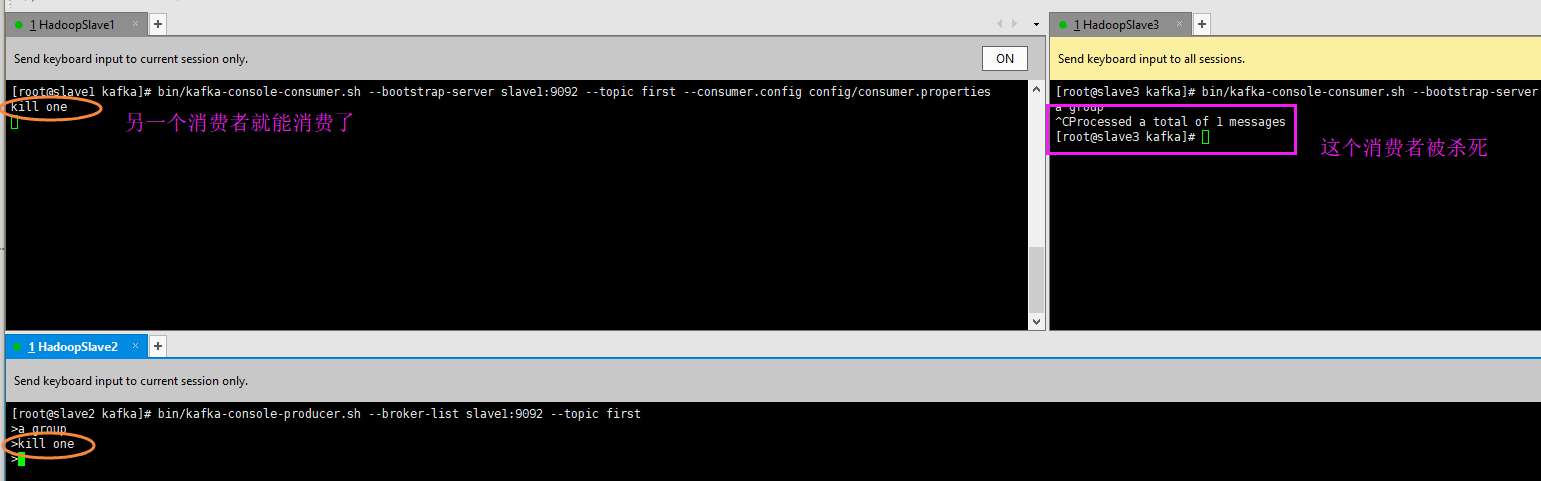 1 HadoopSlave1
Send keyboard input to current session only.
ON
[root@slave1 kafka]# bin/kafka-console-consumer.sh --bootstrap-server slave1:9092 --topic first --consumer.config config/consumer.properties
kill one
另一个消费者就能消费了
1 HadoopSlave3
Send keyboard input to all sessions.
[root@slave3 kafka]# bin/kafka-console-consumer.sh --bootstrap-server
a group
^CProcessed a total of 1 messages
[root@slave3 kafka]#
这个消费者被杀死
1 HadoopSlave2
Send keyboard input to current session only.
[root@slave2 kafka]# bin/kafka-console-producer.sh --broker-list slave1:9092 --topic first
>a group
>kill one
>